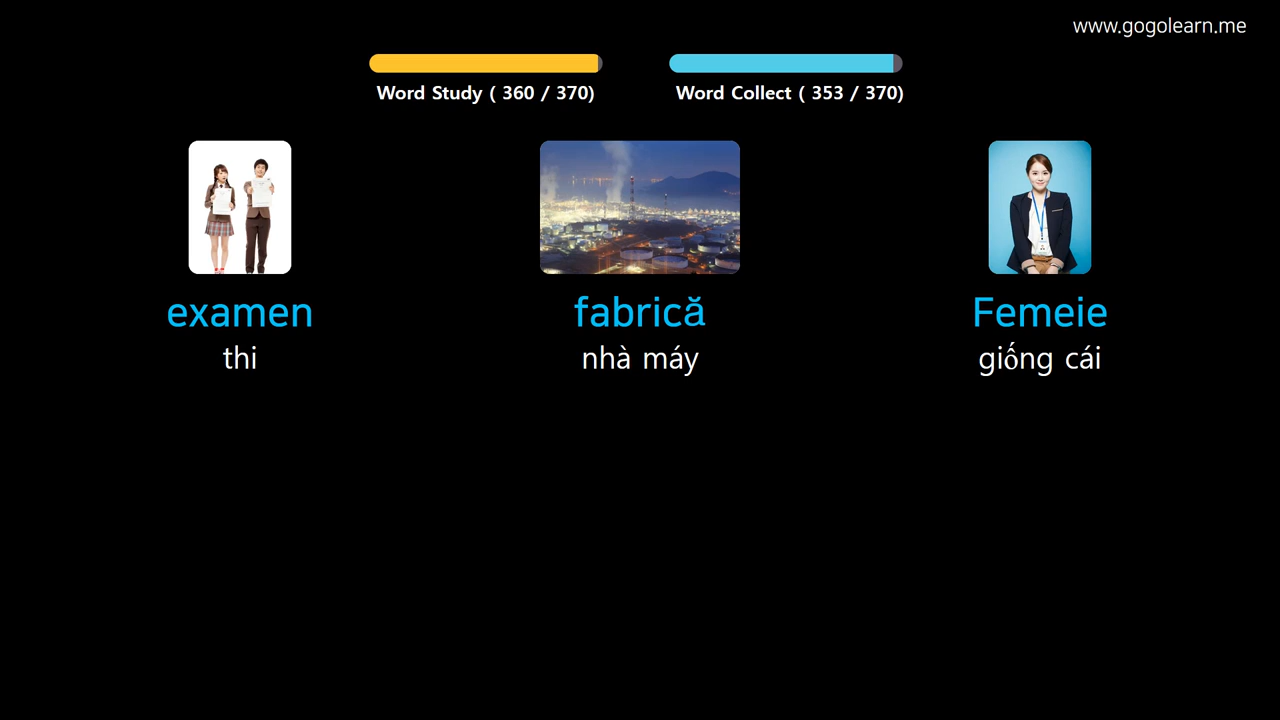 www.gogolearn.me
Word Study ( 360 / 370)
Word Collect ( 353 / 370)
examen
fabrică
Femeie
thi
nhà máy
giống cái